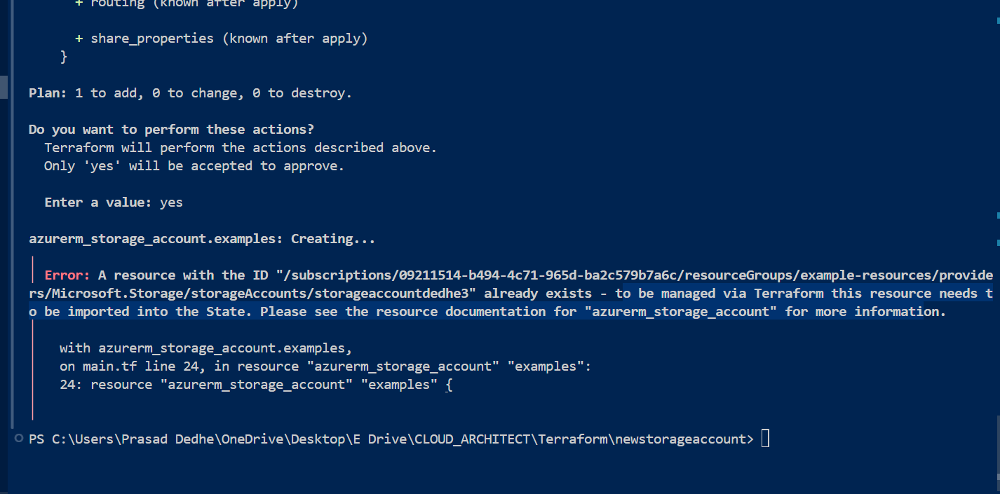 + routing (known after apply)
+ share_properties (known after apply)
}
Plan: 1 to add, 0 to change, 0 to destroy.
Do you want to perform these actions?
Terraform will perform the actions described above.
Only 'yes' will be accepted to approve.
Enter a value: yes
azurerm_storage_account.examples: Creating...
Error: A resource with the ID "/subscriptions/09211514-b494-4c71-965d-ba2c579b7a6c/resourceGroups/example-resources/provide
rs/Microsoft.Storage/storageAccounts/storageaccountdedhe3" already exists - to be managed via Terraform this resource needs t
o be imported into the State. Please see the resource documentation for "azurerm_storage_account" for more information.
with azurerm_storage_account.examples,
on main.tf line 24, in resource "azurerm_storage_account" "examples":
24: resource "azurerm_storage_account" "examples" {
PS C:\Users\Prasad Dedhe\OneDrive\Desktop\E Drive\CLOUD_ARCHITECT\Terraform\newstorageaccount>